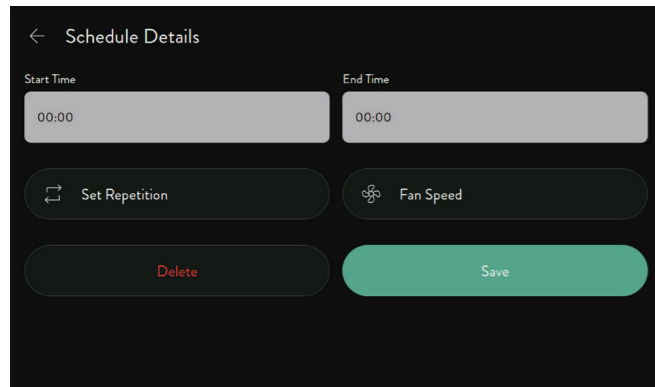 Schedule Details
Start Time
End Time
00:00
00:00
Set Repetition
Fan Speed
Delete
Save